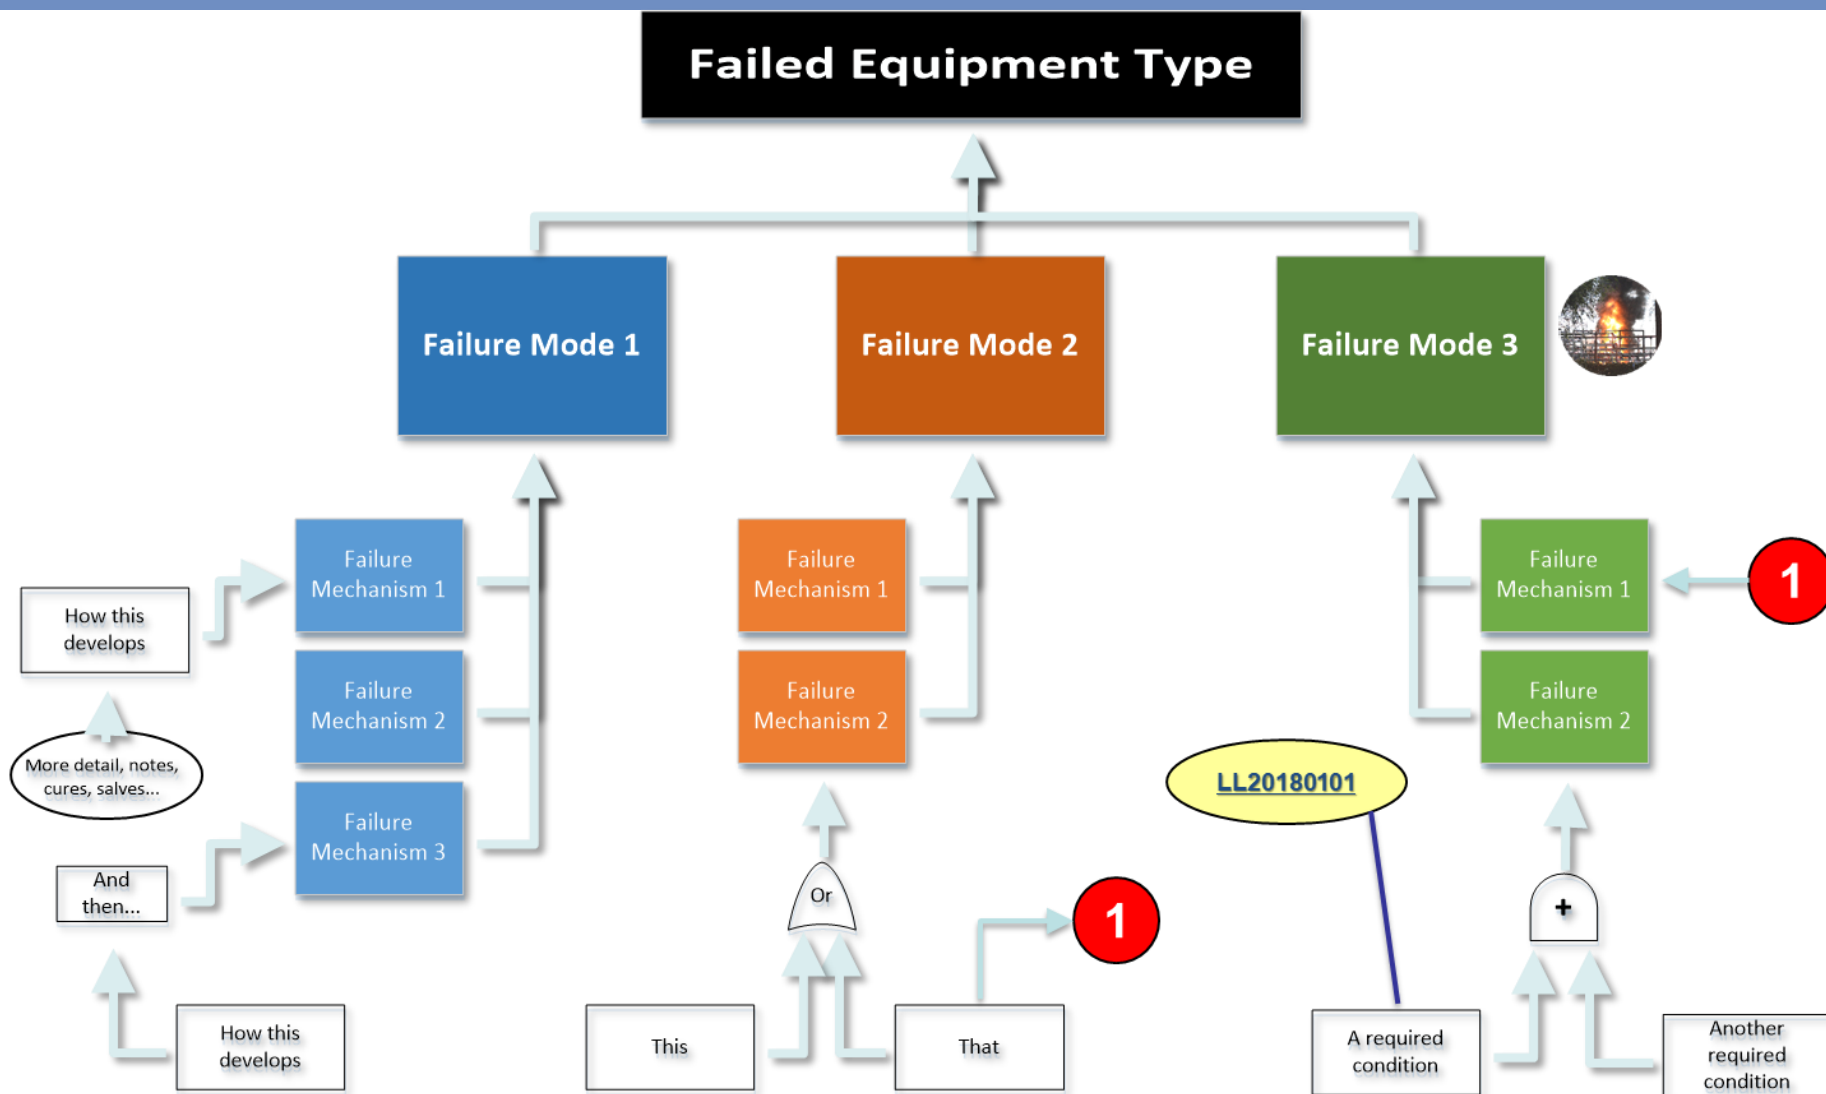 Failed Equipment Type
Failure Mode 1
Failure Mode 2
Failure Mode 3
Failure
Mechanism 1
Failure
Mechanism 2
Failure
Mechanism 3
How this
develops
More detail, notes,
cures, salves...
And
then...
How this
develops
Failure
Mechanism 1
Failure
Mechanism 2
Or
This
That
1
Failure
Mechanism 1
Failure
Mechanism 2
1
LL20180101
+
A required
condition
Another
required
condition